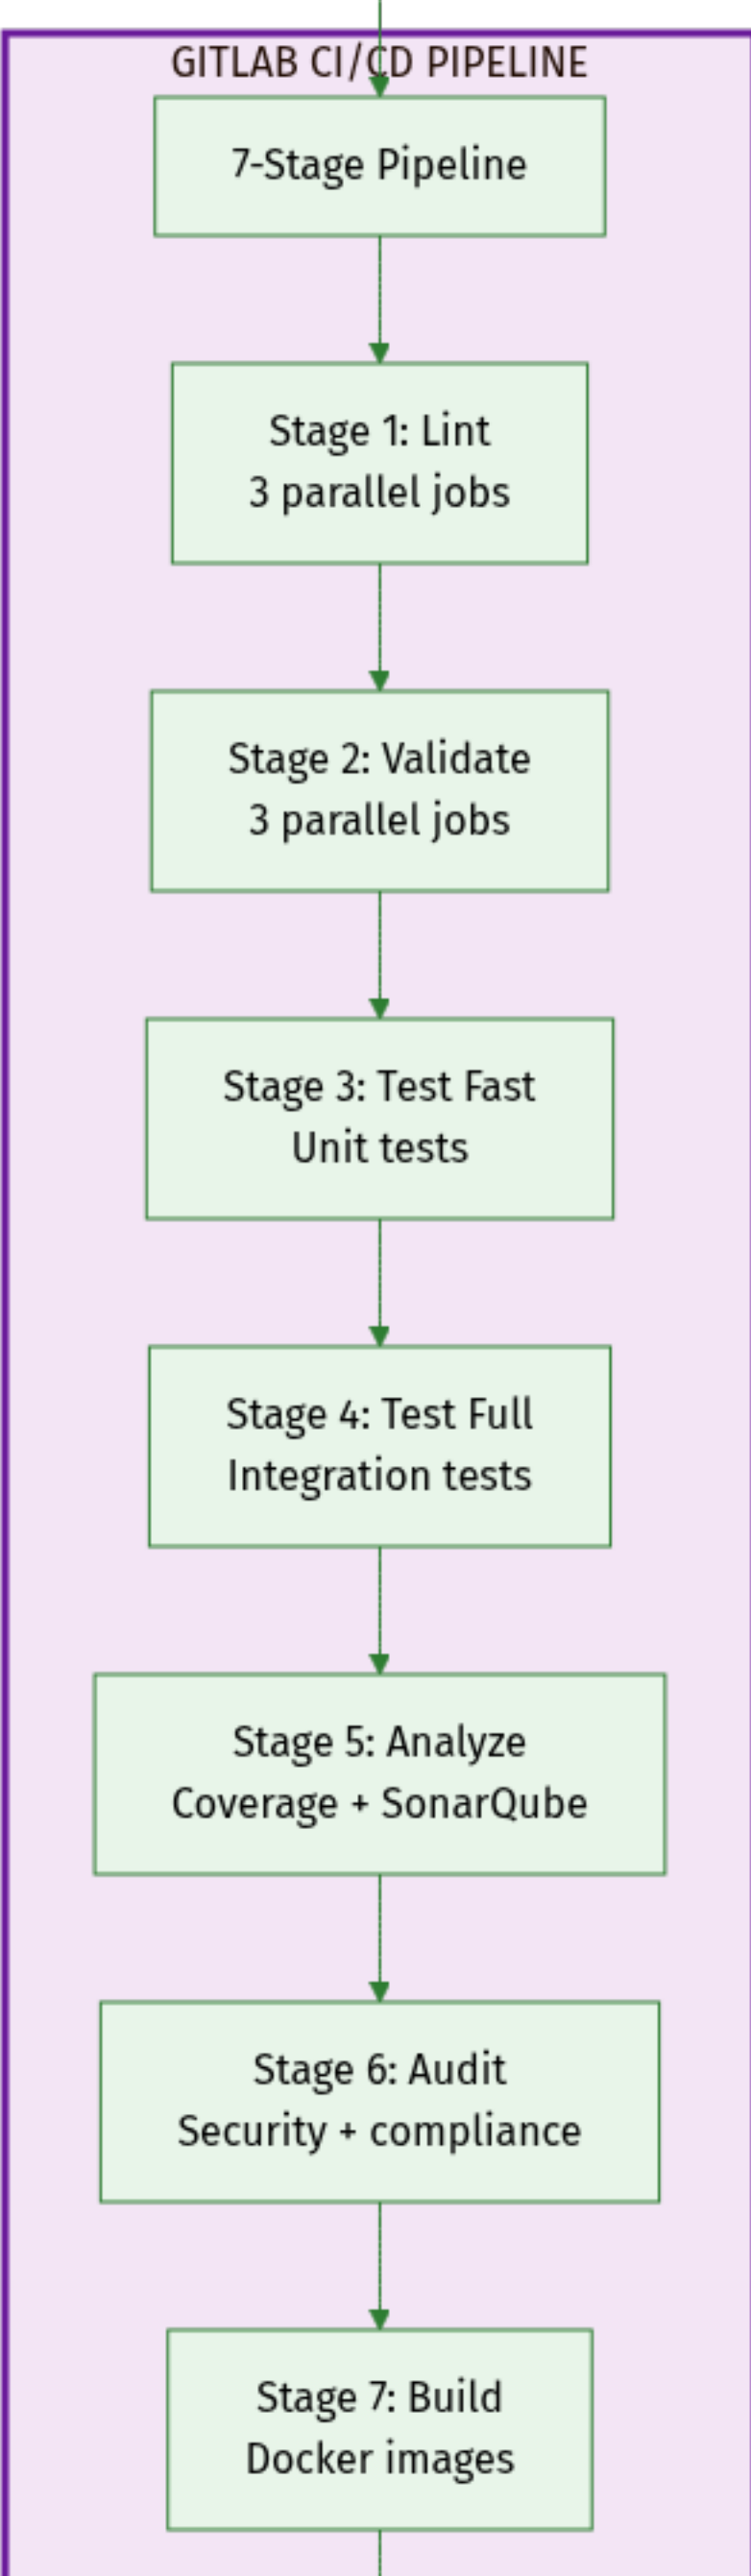 GITLAB CI/CD PIPELINE
7-Stage Pipeline
Stage 1: Lint
3 parallel jobs
Stage 2: Validate
3 parallel jobs
Stage 3: Test Fast
Unit tests
Stage 4: Test Full
Integration tests
Stage 5: Analyze
Coverage + SonarQube
Stage 6: Audit
Security + compliance
Stage 7: Build
Docker images